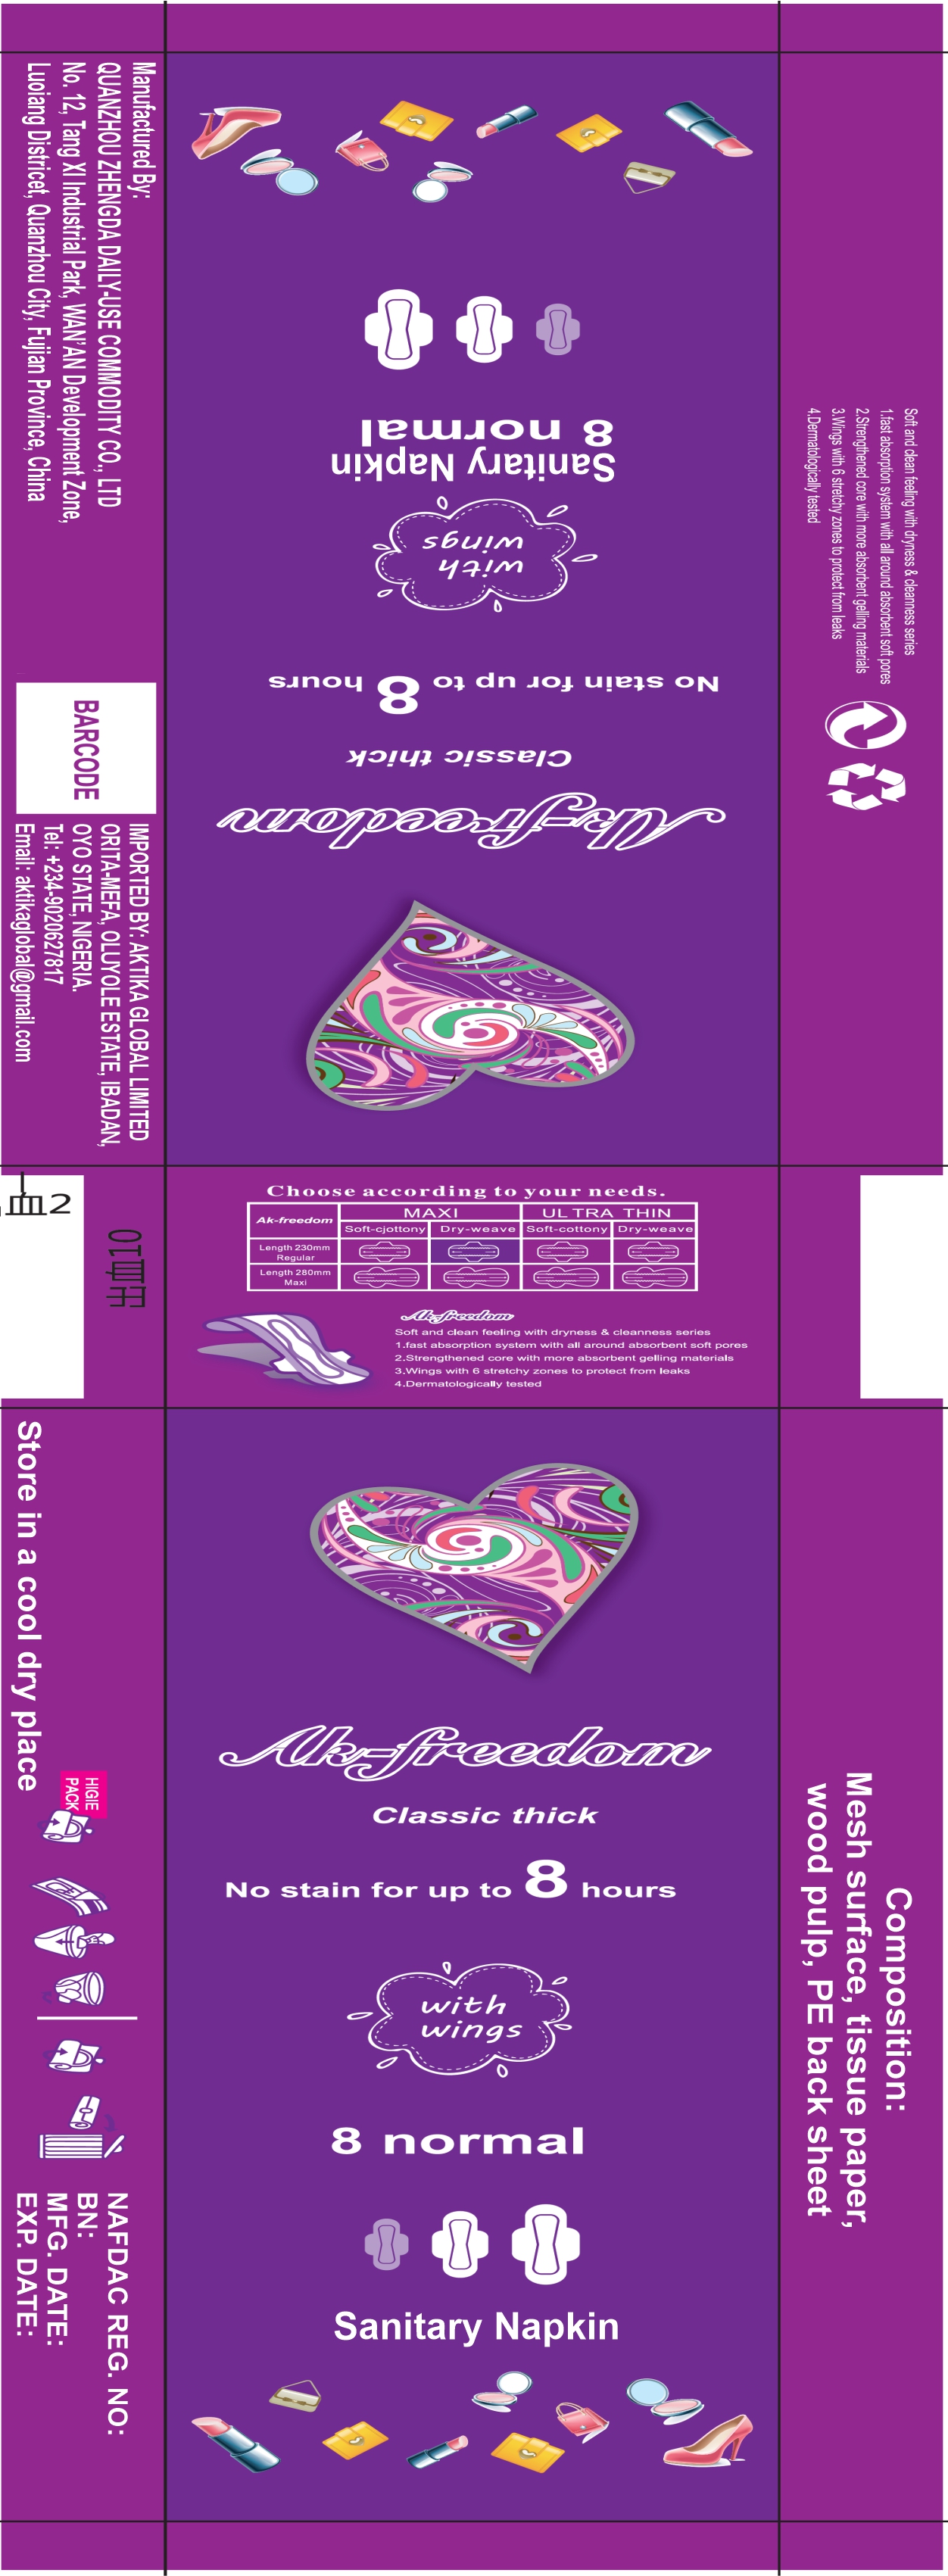 Manufactured By:
QUANZHOU ZHENGDA DAILY-USE COMMODITY CO., LTD
No. 12, Tang XI Industrial Park, WAN'AN Development Zone,
Luoiang Districet, Quanzhou City, Fujian Province, China
BARCODE
IMPORTED BY: AKTIKA GLOBAL LIMITED
ORITA-MEFA, OLUYOLE ESTATE, IBADAN,
OYO STATE, NIGERIA.
Tel: +234-9020627817
Email: aktikaglobal@gmail.com
Ak-freedom
Classic thick
No stain for up to 8 hours
with
wings
Sanitary Napkin
8 normal
Soft and clean feeling with dryness & cleanness series
1.fast absorption system with all around absorbent soft pores
2.Strengthened core with more absorbent gelling materials
3.Wings with 6 stretchy zones to protect from leaks
4.Dermatologically tested
Choose according to your needs.
Ak-freedom MAXI ULTRA THIN
Soft-cjottony Dry-weave Soft-cottony Dry-weave
Length 230mm
Regular
Length 280mm
Maxi
Ak-freedom
Soft and clean feeling with dryness & cleanness series
1.fast absorption system with all around absorbent soft pores
2.Strengthened core with more absorbent gelling materials
3.Wings with 6 stretchy zones to protect from leaks
4.Dermatologically tested
Ak-freedom
Classic thick
No stain for up to 8 hours
with
wings
8 normal
Sanitary Napkin
Store in a cool dry place
HIGIE
PACK
NAFDAC REG. NO:
BN:
MFG. DATE:
EXP. DATE:
Composition:
Mesh surface, tissue paper,
wood pulp, PE back sheet